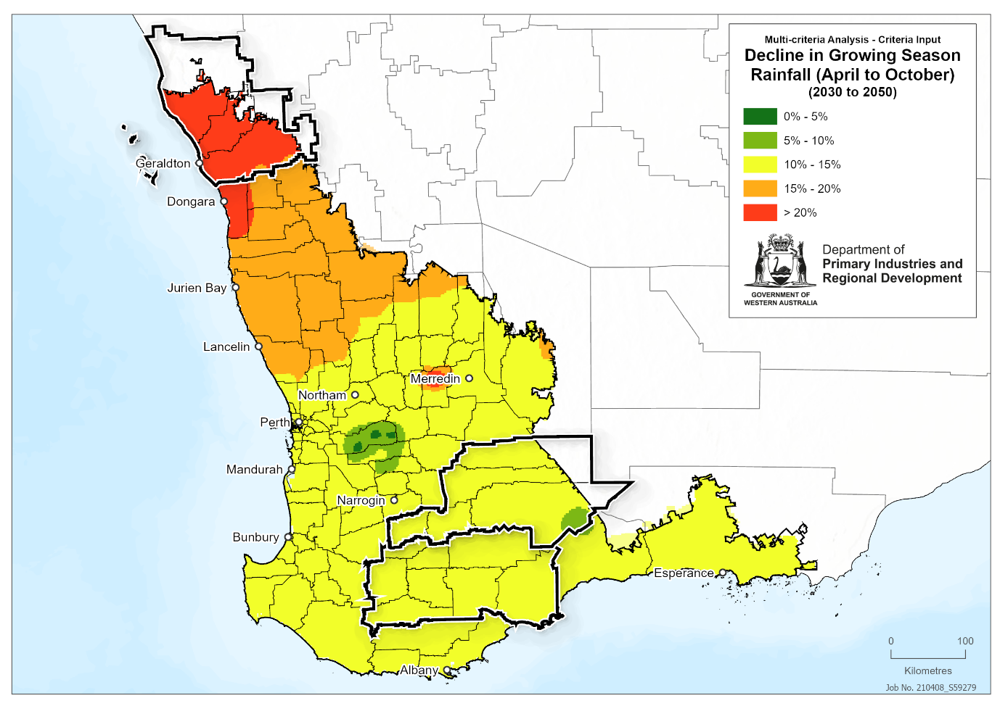 Multi-criteria Analysis - Criteria Input
Decline in Growing Season
Rainfall (April to October)
(2030 to 2050)
0% - 5%
5% - 10%
10% - 15%
15% - 20%
> 20%
Department of
Primary Industries and
Regional Development
GOVERNMENT OF
WESTERN AUSTRALIA
Geraldton
Dongara
Jurien Bay
Lancelin
Merredin
Northam
Perth
Mandurah
Narrogin
Bunbury
Esperance
Albany
0 100
Kilometres
Job No. 210408_S59279